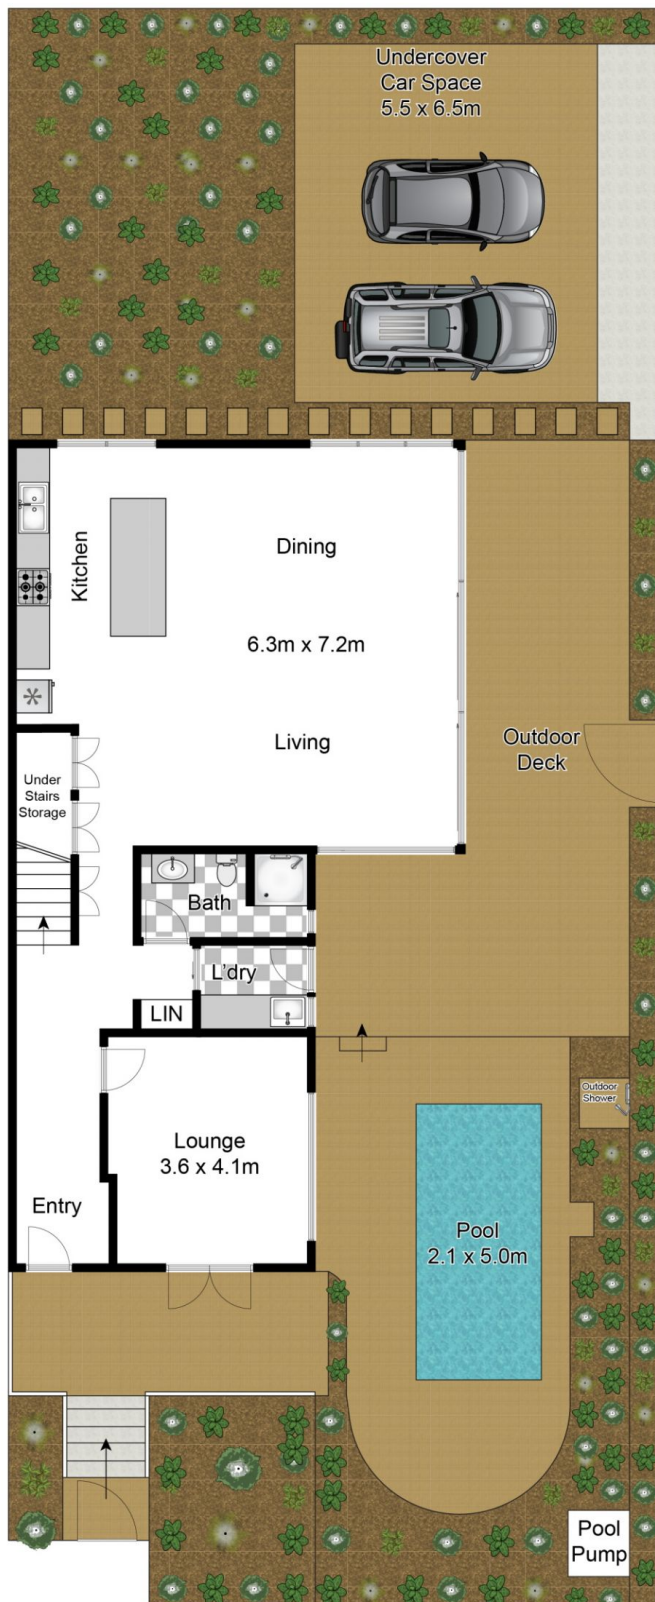 Undercover
Car Space
5.5 x 6.5m
Kitchen
Dining
6.3m x 7.2m
Living
Outdoor
Deck
Under
Stairs
Storage
Bath
L'dry
LIN
Outdoor
Shower
Lounge
3.6 x 4.1m
Entry
Pool
2.1 x 5.0m
Pool
Pump